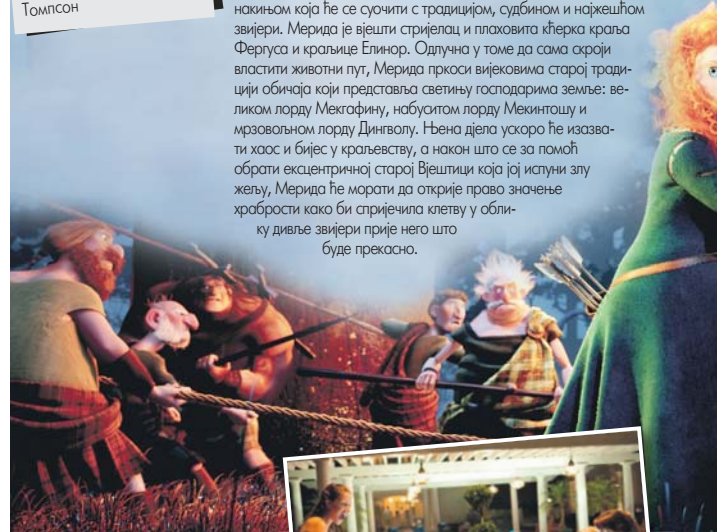 Томпсон
накињом која ће се суочити с традицијом, судбином и најжешћом
звијери. Мерида је вјешти стријелац и плаховита кћерка краља
Фергуса и краљице Елинор. Одлучна у томе да сама скроји
властити животни пут, Мерида пркоси вијековима старој тради-
цији обичаја који представља светињу господарима земље: ве-
ликом лорду Мекгафину, набуситом лорду Мекинтошу и
мрзовољном лорду Дингволу. Њена дјела ускоро ће изазва-
ти хаос и бијес у краљевству, а након што се за помоћ
обрати ексцентричној старој Вјештици која јој испуни злу
жељу, Мерида ће морати да открије право значење
храбрости како би спријечила клетву у обли-
ку дивље звијери прије него што
буде прекасно.